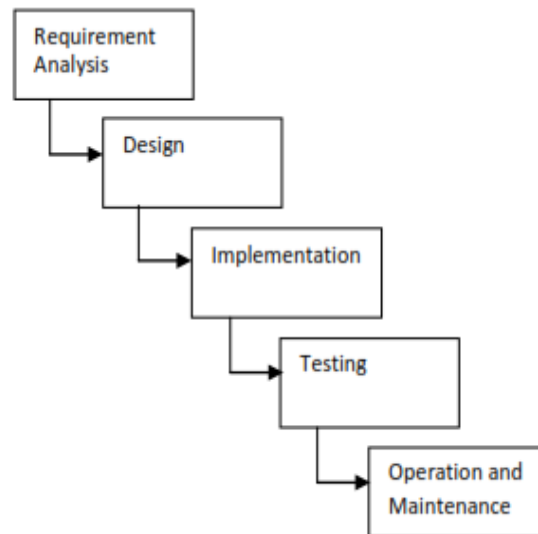 Requirement
Analysis
Design
Implementation
Testing
Operation and
Maintenance